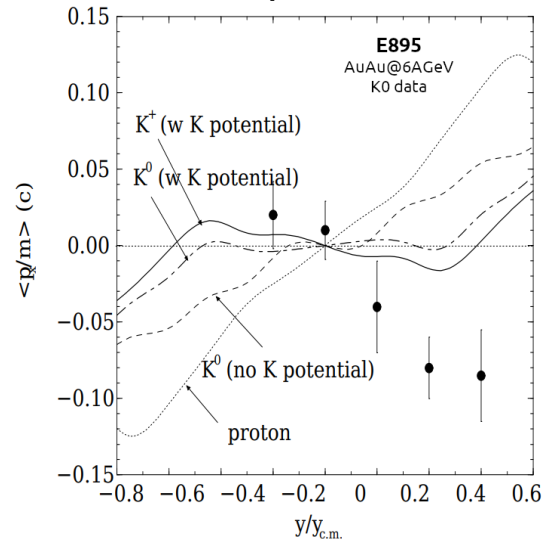 0.15
E895
AuAu@6AGeV
K0 data
0.10
K⁺ (w K potential)
0.05
K⁰ (w K potential)
<pₓ/m> (c)
0.00
−0.05
K⁰ (no K potential)
−0.10
proton
−0.15
−0.8 −0.6 −0.4 −0.2 0 0.2 0.4 0.6
y/y_c.m.